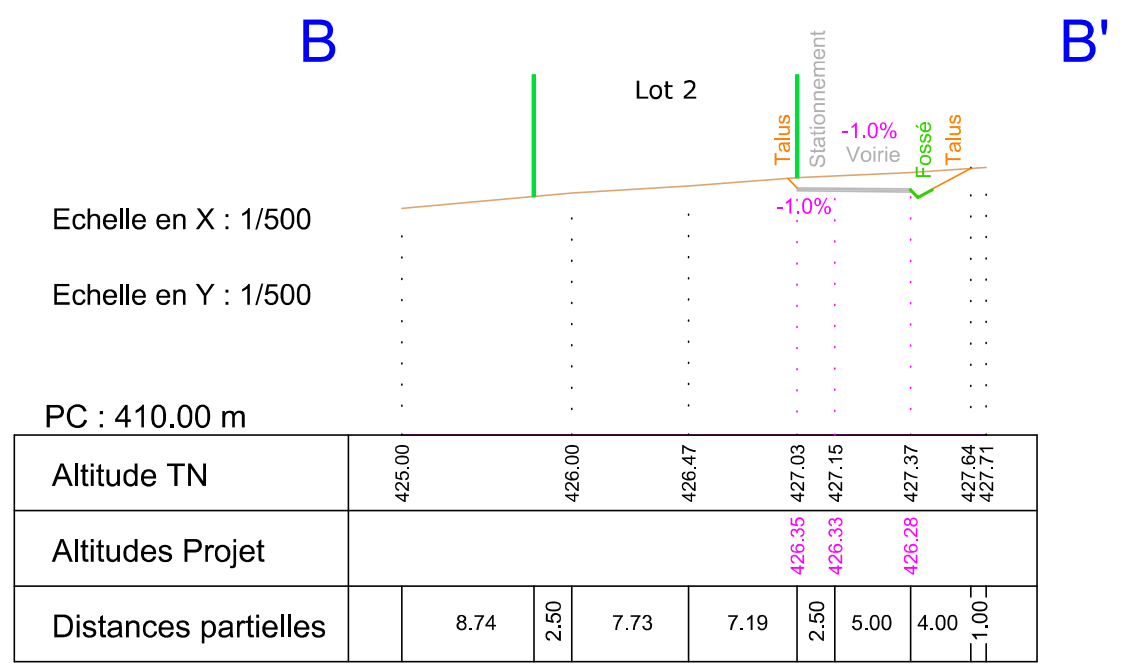 B
B'
Lot 2
Talus
Stationnement
-1.0%
Voirie
Fossé
Talus
-1.0%
Echelle en X : 1/500
Echelle en Y : 1/500
PC : 410.00 m
Altitude TN
425.00
426.00
426.47
427.03
427.15
427.37
427.64
427.71
Altitudes Projet
426.35
426.33
426.28
Distances partielles
8.74
2.50
7.73
7.19
2.50
5.00
4.00
1.00